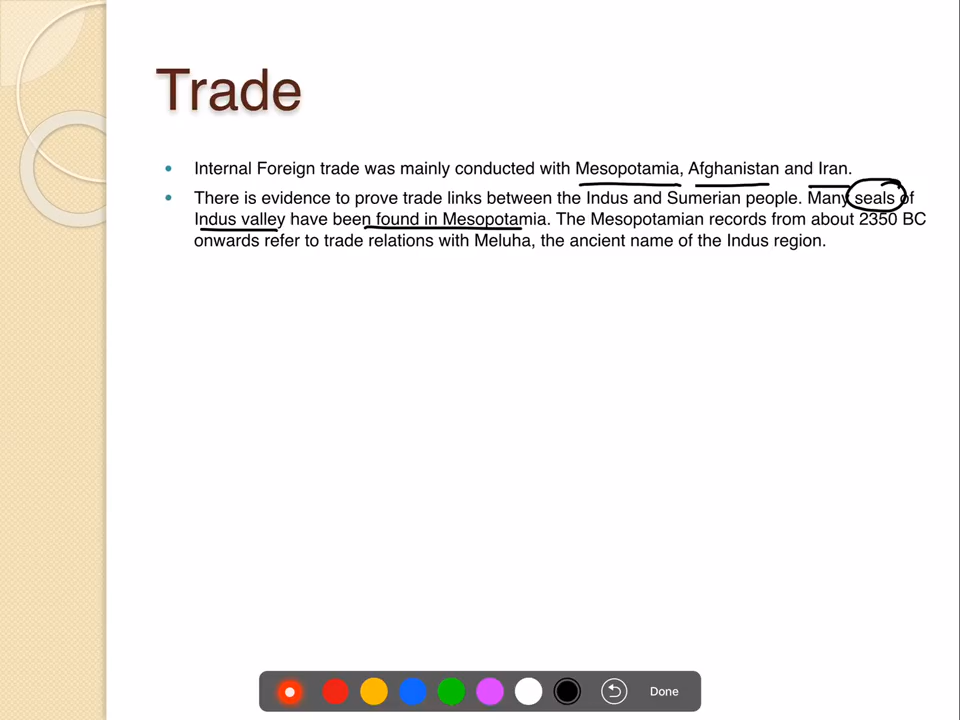 Trade
• Internal Foreign trade was mainly conducted with Mesopotamia, Afghanistan and Iran.
• There is evidence to prove trade links between the Indus and Sumerian people. Many seals of
Indus valley have been found in Mesopotamia. The Mesopotamian records from about 2350 BC
onwards refer to trade relations with Meluha, the ancient name of the Indus region.
Done